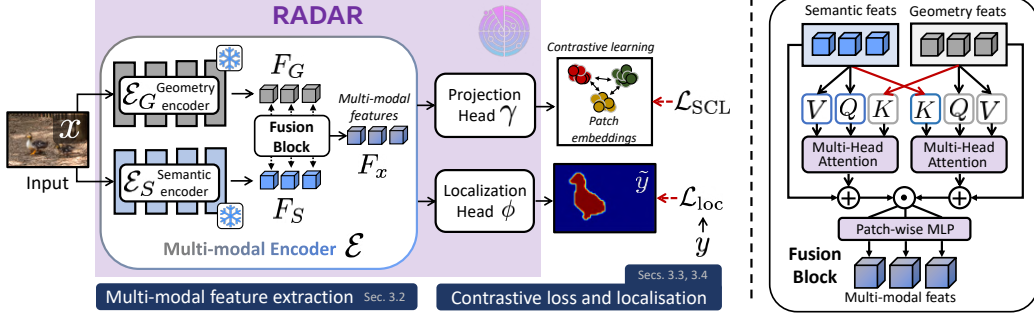 RADAR
x
Input
ℰ_G Geometry
encoder
ℰ_S Semantic
encoder
F_G
F_S
Fusion
Block
Multi-modal
features
F_x
Multi-modal Encoder ℰ
Projection
Head γ
Localization
Head ϕ
Contrastive learning
Patch
embeddings
ℒ_SCL
ỹ
ℒ_loc
y
Multi-modal feature extraction Sec. 3.2
Secs. 3.3, 3.4
Contrastive loss and localisation
Semantic feats
Geometry feats
V Q K K Q V
Multi-Head
Attention
Multi-Head
Attention
Patch-wise MLP
Fusion
Block
Multi-modal feats